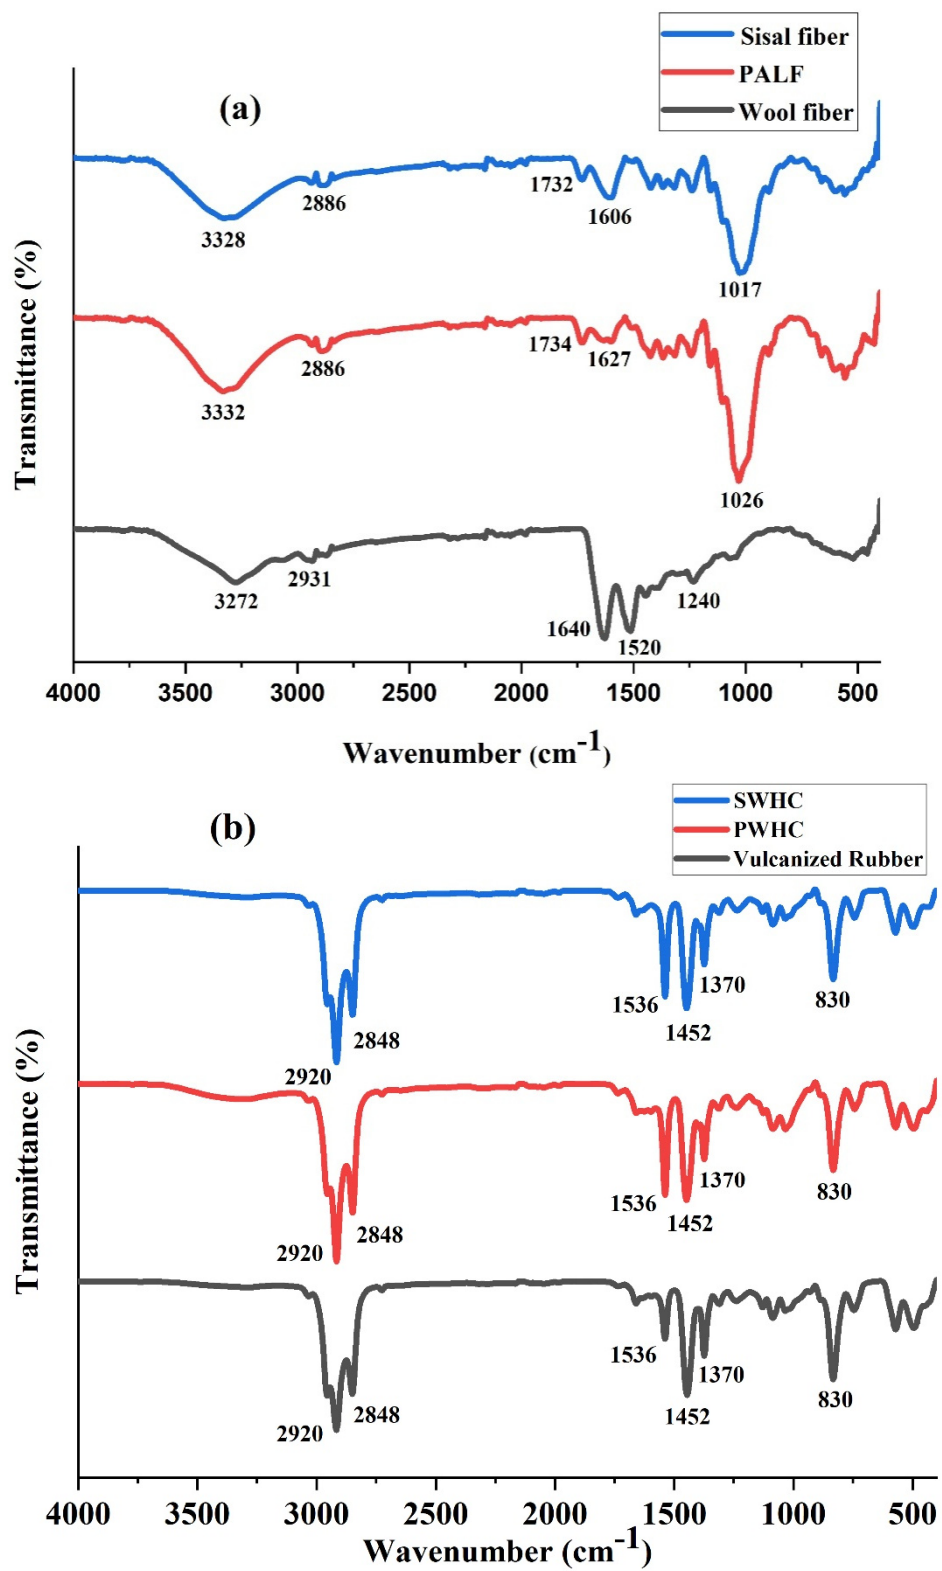 Sisal fiber
PALF
Wool fiber
(a)
Transmittance (%)
3328
2886
1732
1606
1017
3332
2886
1734
1627
1026
3272
2931
1640
1520
1240
4000 3500 3000 2500 2000 1500 1000 500
Wavenumber (cm-1)
SWHC
PWHC
Vulcanized Rubber
(b)
Transmittance (%)
2920
2848
1536
1452
1370
830
2920
2848
1536
1452
1370
830
2920
2848
1536
1452
1370
830
4000 3500 3000 2500 2000 1500 1000 500
Wavenumber (cm-1)